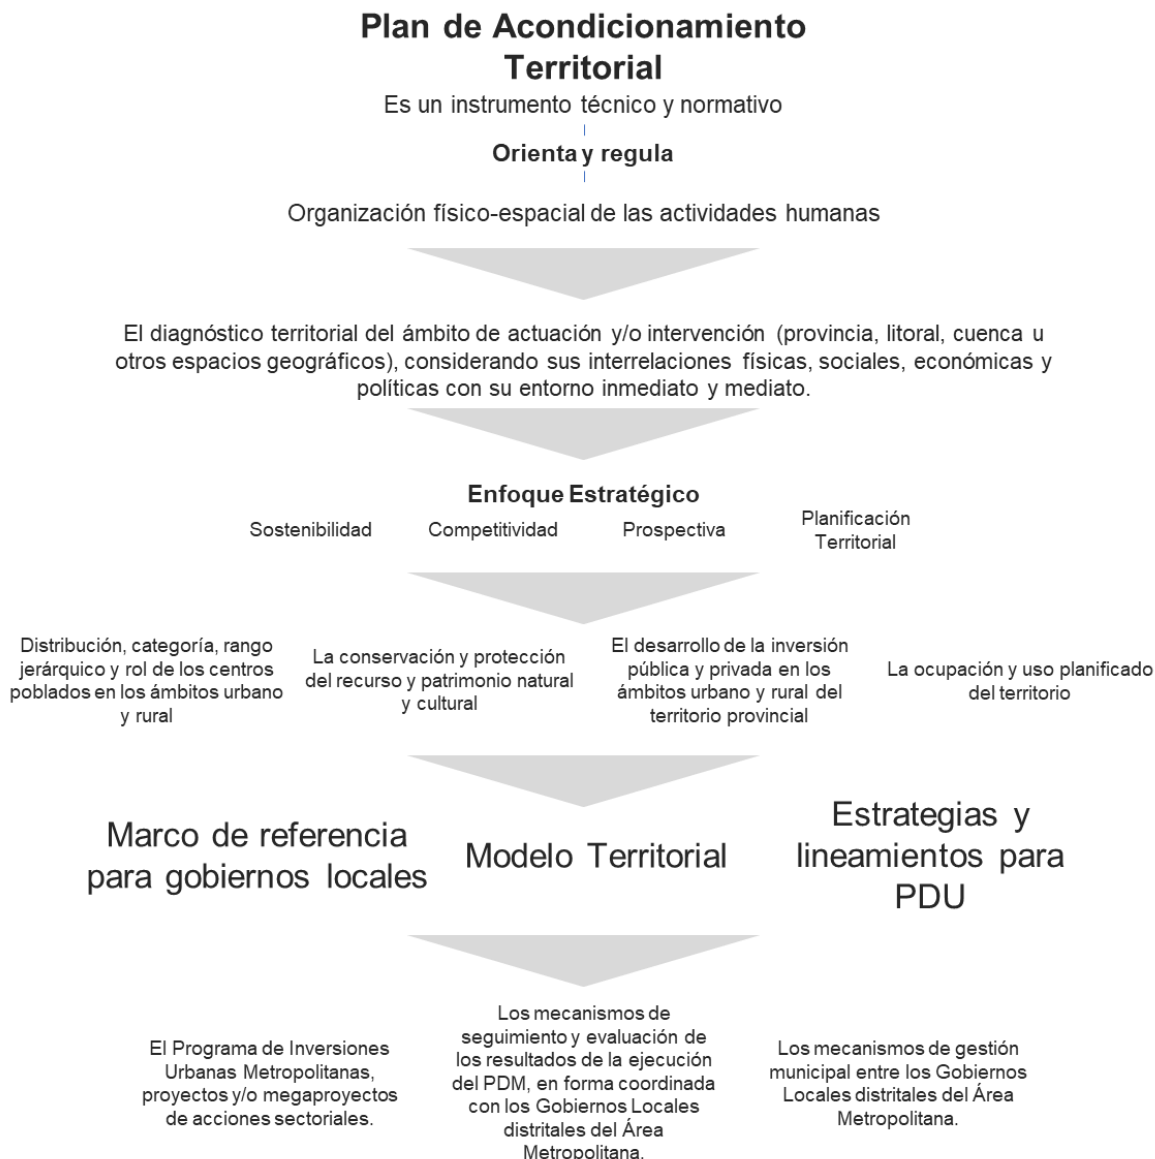 Plan de Acondicionamiento
Territorial
Es un instrumento técnico y normativo
Orienta y regula
Organización físico-espacial de las actividades humanas
El diagnóstico territorial del ámbito de actuación y/o intervención (provincia, litoral, cuenca u
otros espacios geográficos), considerando sus interrelaciones físicas, sociales, económicas y
políticas con su entorno inmediato y mediato.
Enfoque Estratégico
Sostenibilidad
Competitividad
Prospectiva
Planificación
Territorial
Distribución, categoría, rango
jerárquico y rol de los centros
poblados en los ámbitos urbano
y rural
La conservación y protección
del recurso y patrimonio natural
y cultural
El desarrollo de la inversión
pública y privada en los
ámbitos urbano y rural del
territorio provincial
La ocupación y uso planificado
del territorio
Marco de referencia
para gobiernos locales
Modelo Territorial
Estrategias y
lineamientos para
PDU
El Programa de Inversiones
Urbanas Metropolitanas,
proyectos y/o megaproyectos
de acciones sectoriales.
Los mecanismos de
seguimiento y evaluación de
los resultados de la ejecución
del PDM, en forma coordinada
con los Gobiernos Locales
distritales del Área
Metropolitana.
Los mecanismos de gestión
municipal entre los Gobiernos
Locales distritales del Área
Metropolitana.